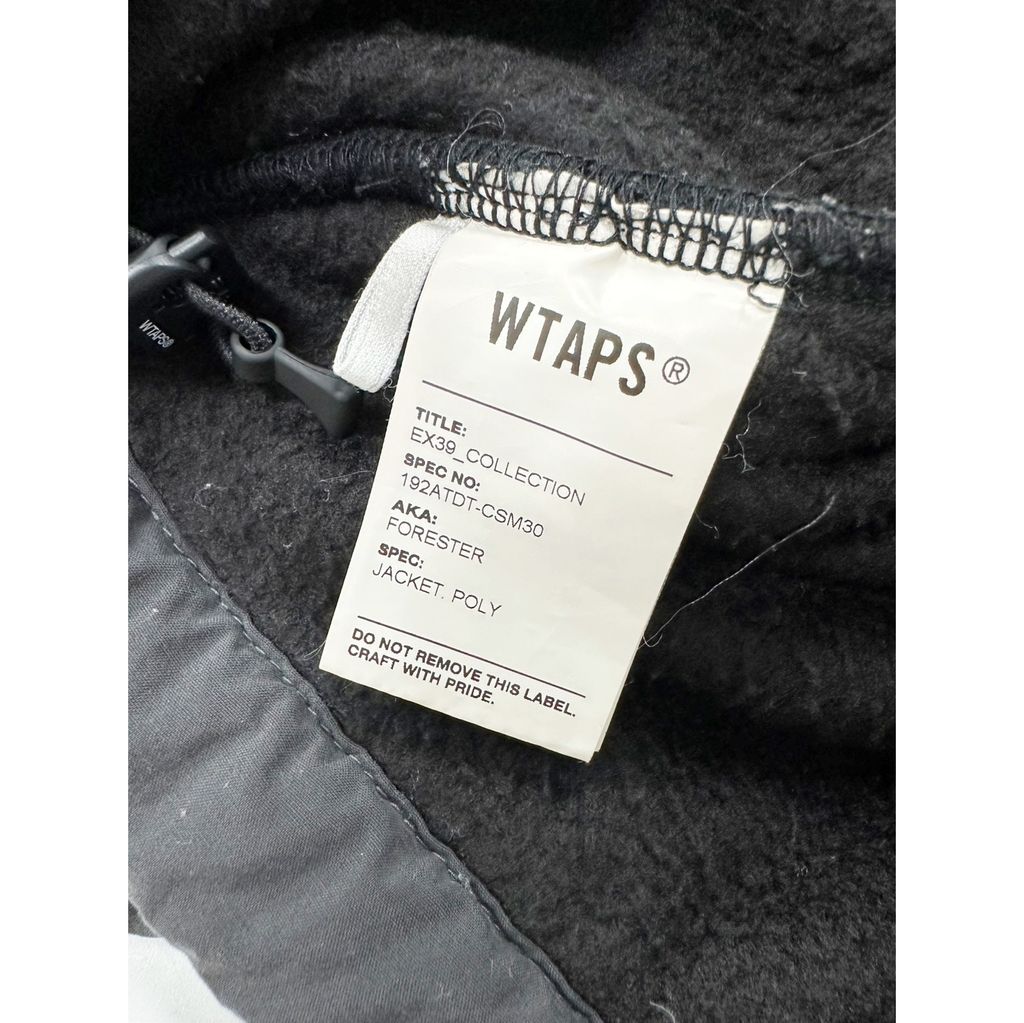 WTAPS®
TITLE:
EX39_COLLECTION
SPEC NO:
192ATDT-CSM30
AKA:
FORESTER
SPEC:
JACKET. POLY
DO NOT REMOVE THIS LABEL.
CRAFT WITH PRIDE.
WTAPS®